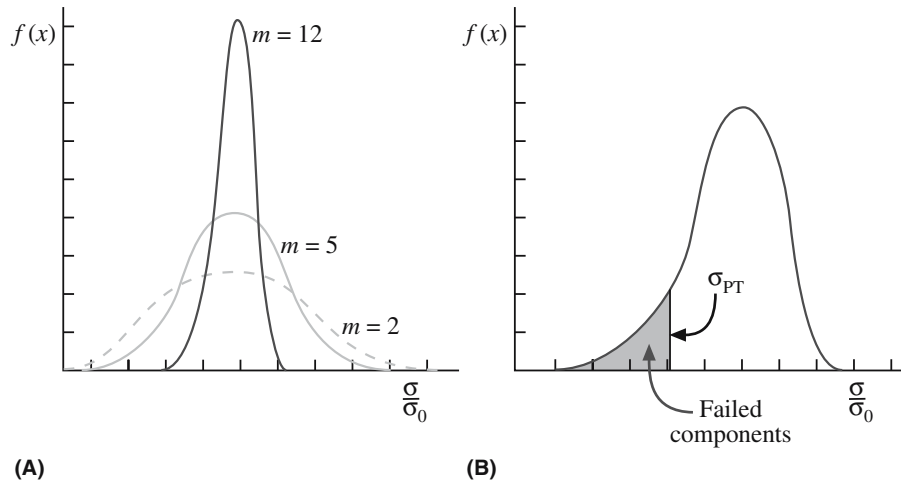 f(x)
m = 12
m = 5
m = 2
σ
σ0
(A)
f(x)
σPT
σ
σ0
Failed
components
(B)